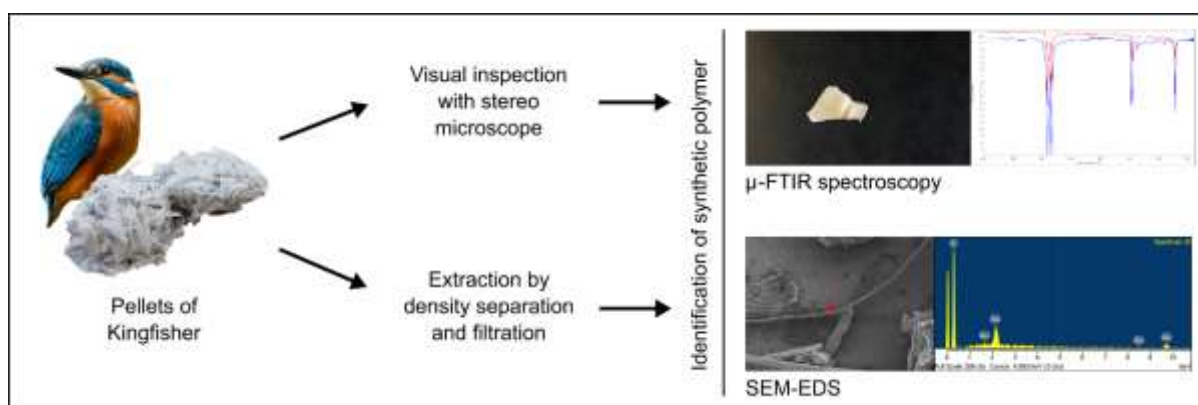 Visual inspection
with stereo
microscope
Pellets of
Kingfisher
Extraction by
density separation
and filtration
Identification of synthetic polymer
μ-FTIR spectroscopy
SEM-EDS